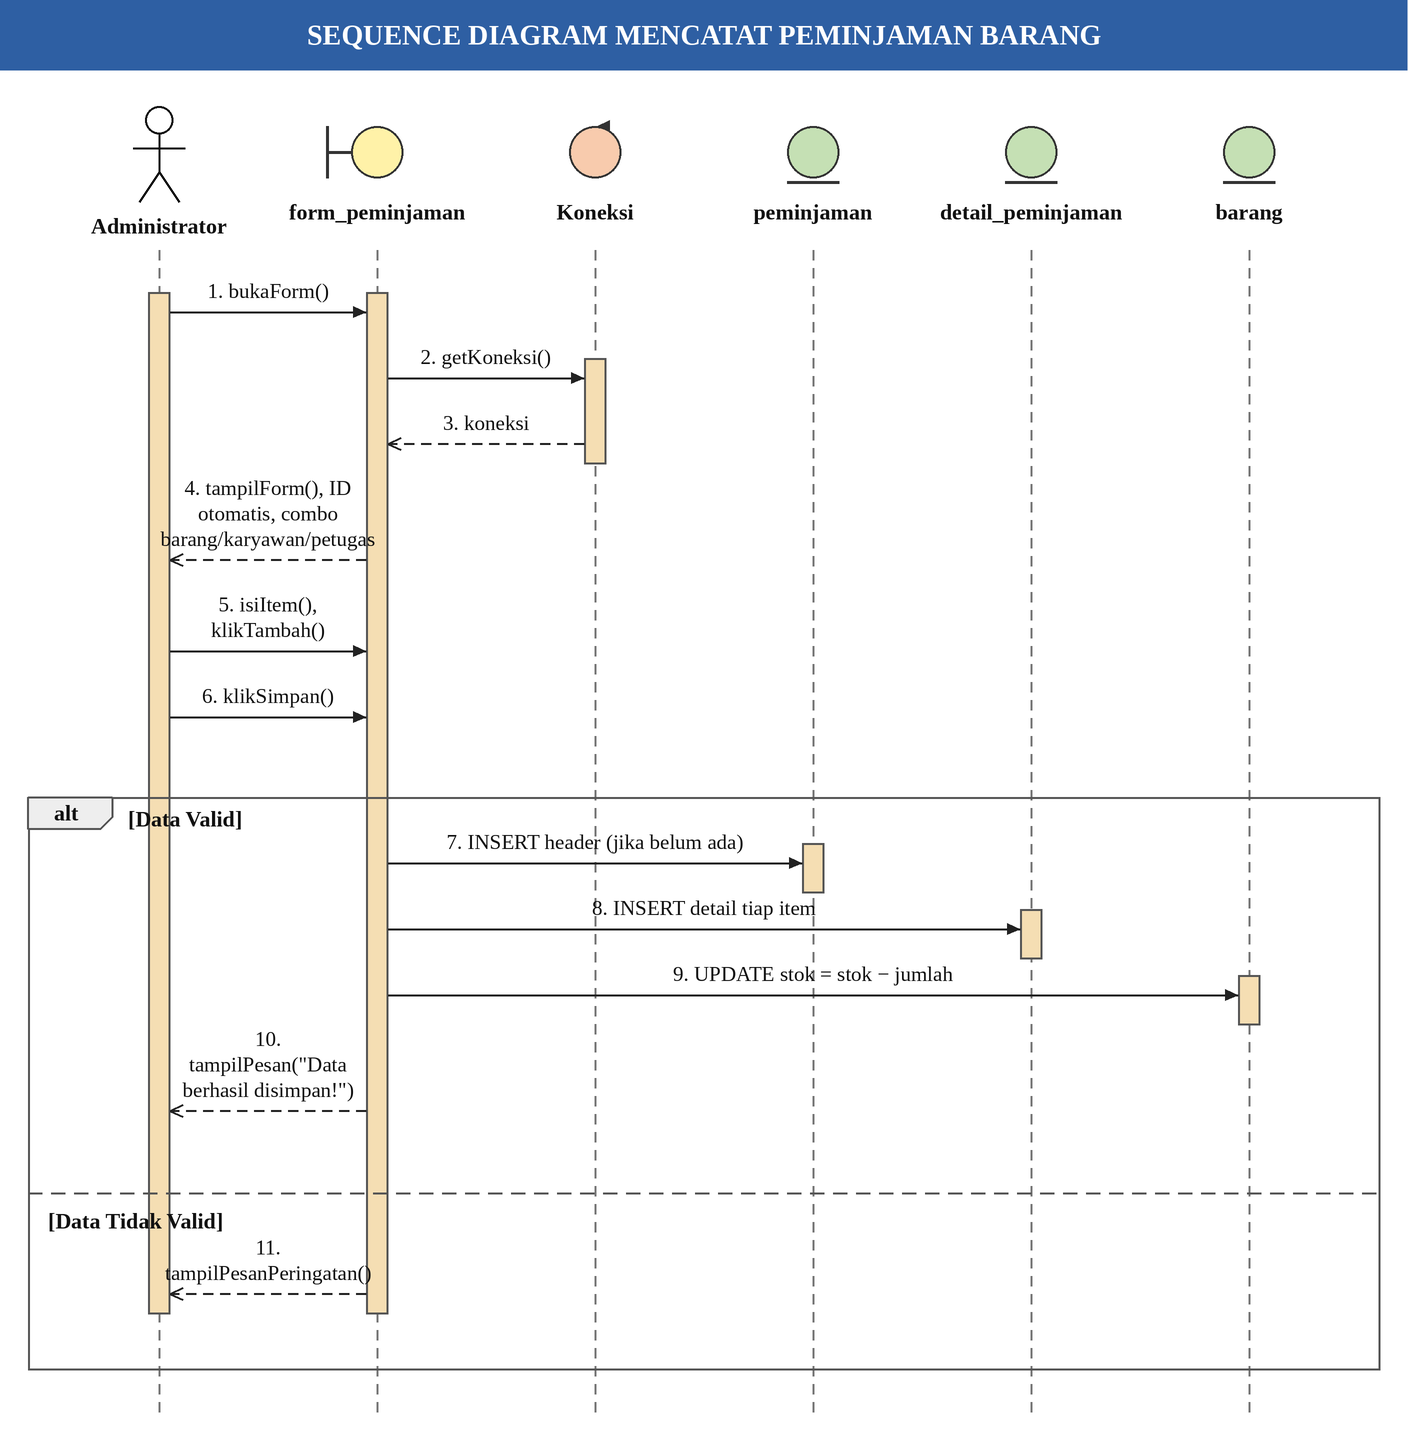 SEQUENCE DIAGRAM MENCATAT PEMINJAMAN BARANG
Administrator
form_peminjaman
Koneksi
peminjaman
detail_peminjaman
barang
1. bukaForm()
2. getKoneksi()
3. koneksi
4. tampilForm(), ID
otomatis, combo
barang/karyawan/petugas
5. isiItem(),
klikTambah()
6. klikSimpan()
alt
[Data Valid]
7. INSERT header (jika belum ada)
8. INSERT detail tiap item
9. UPDATE stok = stok − jumlah
10.
tampilPesan("Data
berhasil disimpan!")
[Data Tidak Valid]
11.
tampilPesanPeringatan()